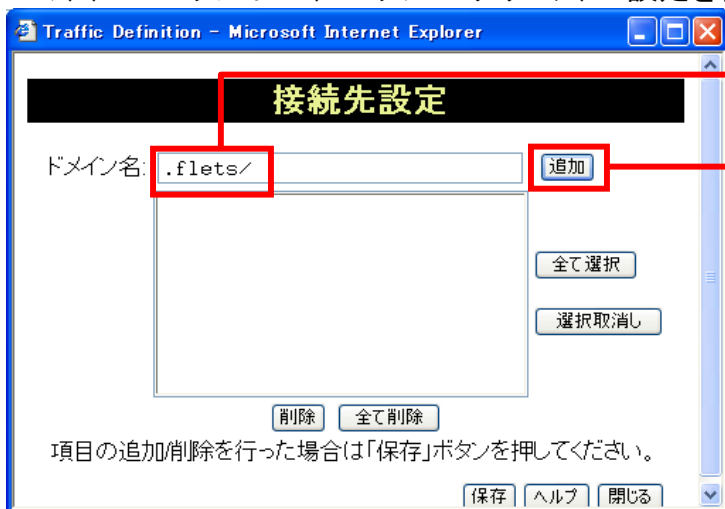 Traffic Definition - Microsoft Internet Explorer
接続先設定
ドメイン名: .flets/ 追加
全て選択
選択取消し
削除 全て削除
項目の追加/削除を行った場合は「保存」ボタンを押してください。
保存 ヘルプ 閉じる